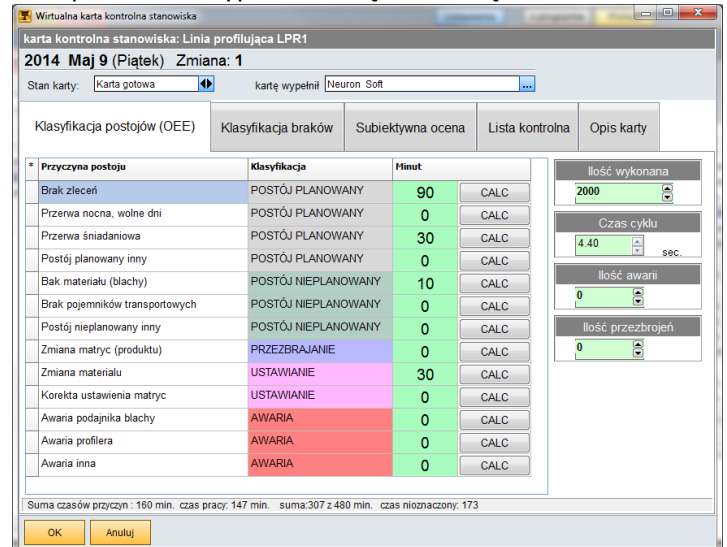 Wirtualna karta kontrolna stanowiska
karta kontrolna stanowiska: Linia profilująca LPR1
2014 Maj 9 (Piątek) Zmiana: 1
Stan karty: Karta gotowa kartę wypełnił Neuron Soft ...
Klasyfikacja postojów (OEE) Klasyfikacja braków Subiektywna ocena Lista kontrolna Opis karty
* Przyczyna postoju Klasyfikacja Minut
Brak zleceń POSTÓJ PLANOWANY 90 CALC
Przerwa nocna, wolne dni POSTÓJ PLANOWANY 0 CALC
Przerwa śniadaniowa POSTÓJ PLANOWANY 30 CALC
Postój planowany inny POSTÓJ PLANOWANY 0 CALC
Bak materiału (blachy) POSTÓJ NIEPLANOWANY 10 CALC
Brak pojemników transportowych POSTÓJ NIEPLANOWANY 0 CALC
Postój nieplanowany inny POSTÓJ NIEPLANOWANY 0 CALC
Zmiana matryc (produktu) PRZEZBRAJANIE 0 CALC
Zmiana materialu USTAWIANIE 30 CALC
Korekta ustawienia matryc USTAWIANIE 0 CALC
Awaria podajnika blachy AWARIA 0 CALC
Awaria profilera AWARIA 0 CALC
Awaria inna AWARIA 0 CALC
Ilość wykonana
2000
Czas cyklu
4.40 sec.
Ilość awarii
0
Ilość przezbrojeń
0
Suma czasów przyczyn : 160 min. czas pracy: 147 min. suma:307 z 480 min. czas nioznaczony: 173
OK Anuluj